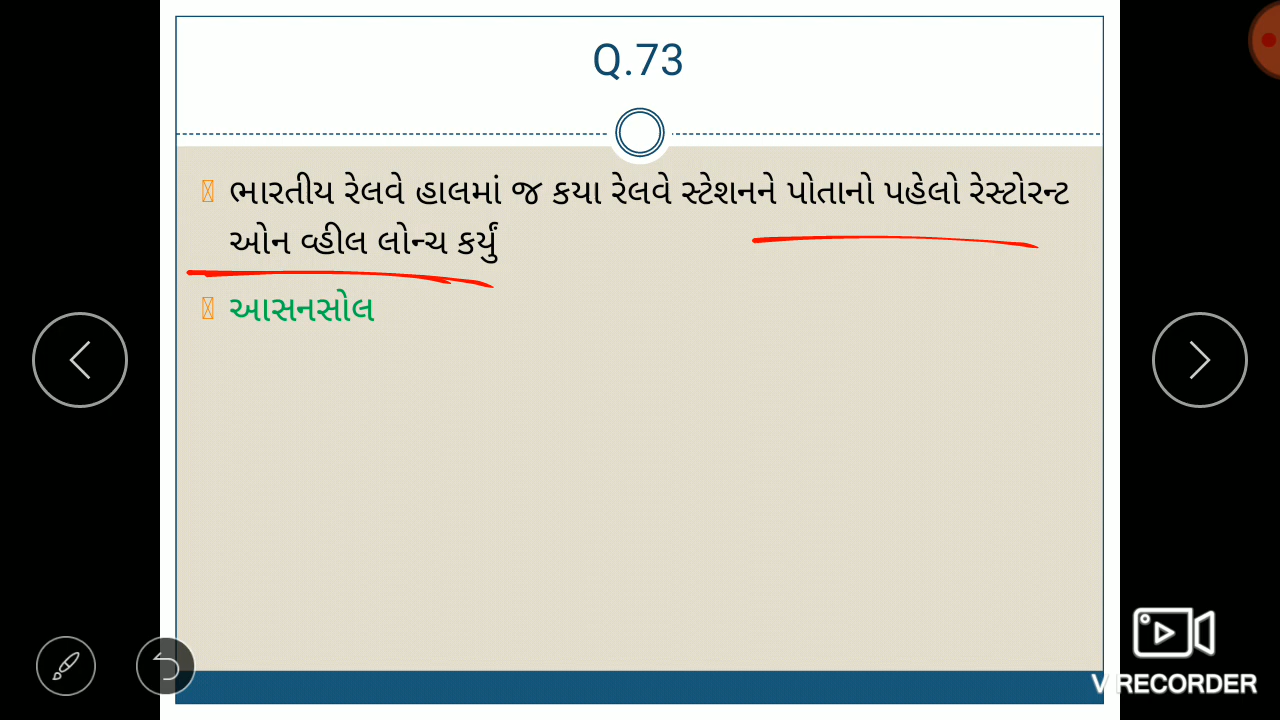 Q.73
ભારતીય રેલવે હાલમાં જ કયા રેલવે સ્ટેશનને પોતાનો પહેલો રેસ્ટોરન્ટ
ઓન વ્હીલ લોન્ચ કર્યું
આસનસોલ
V RECORDER